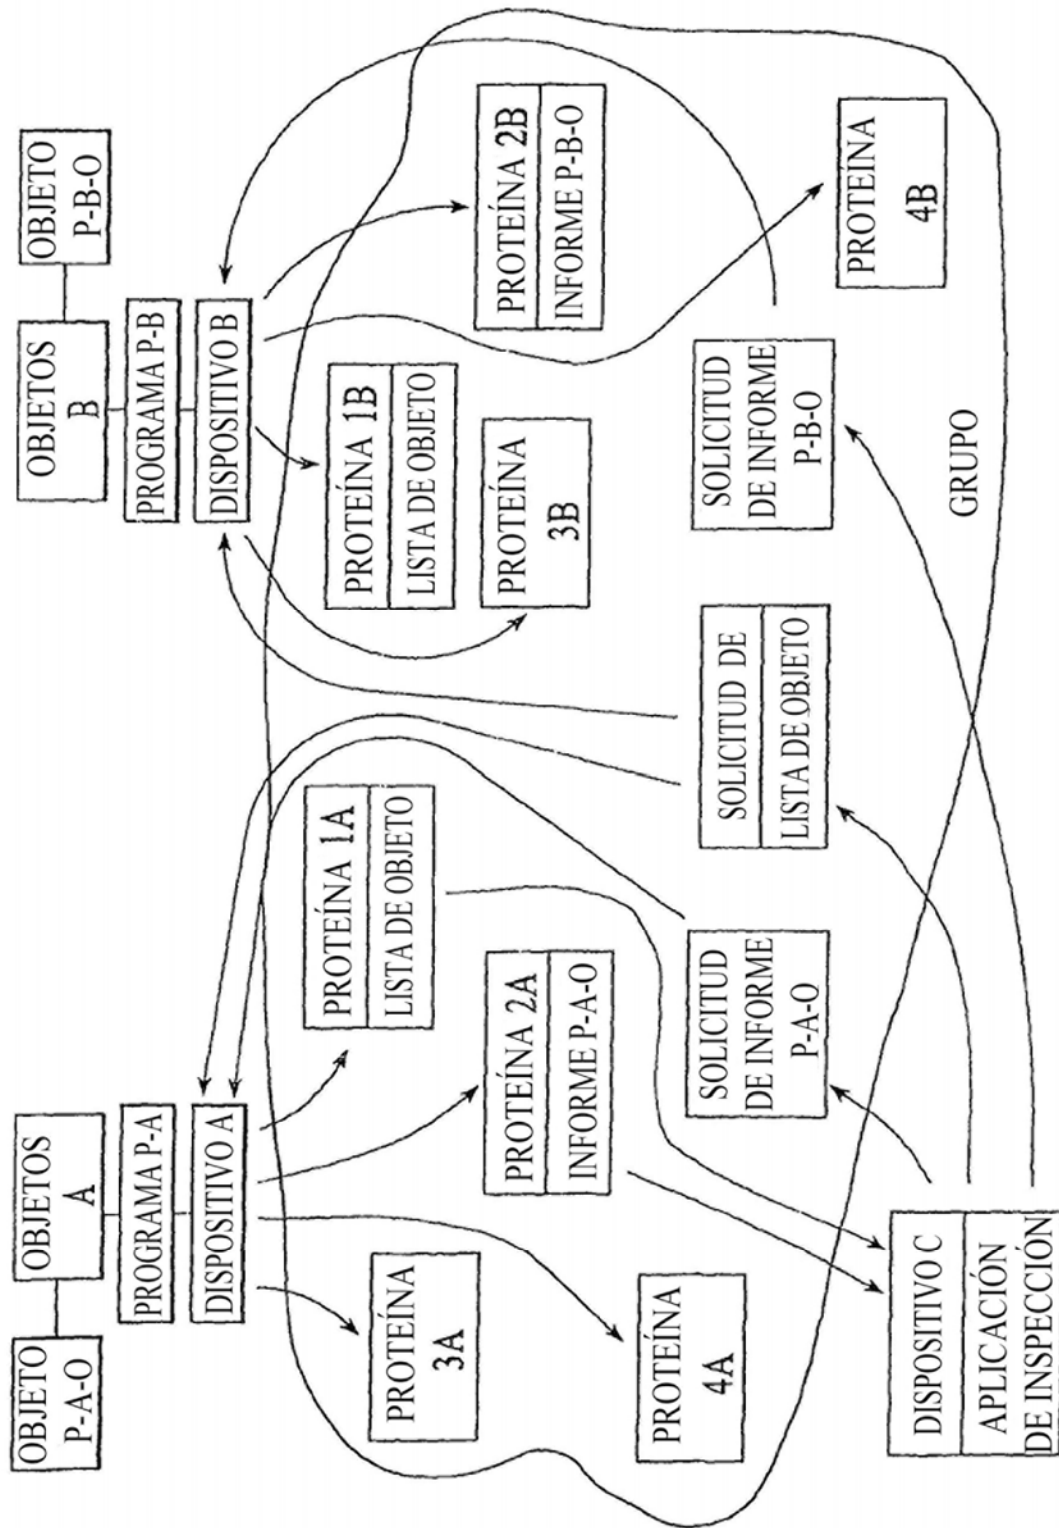 OBJETO
P-A-O
OBJETOS
A
PROGRAMA P-A
DISPOSITIVO A
OBJETOS
B
OBJETO
P-B-O
PROGRAMA P-B
DISPOSITIVO B
PROTEÍNA
3A
PROTEÍNA 1A
LISTA DE OBJETO
PROTEÍNA 1B
LISTA DE OBJETO
PROTEÍNA 2A
INFORME P-A-O
PROTEÍNA
3B
PROTEÍNA 2B
INFORME P-B-O
PROTEÍNA
4A
SOLICITUD
DE INFORME
P-A-O
SOLICITUD DE
LISTA DE OBJETO
SOLICITUD
DE INFORME
P-B-O
PROTEÍNA
4B
DISPOSITIVO C
APLICACIÓN
DE INSPECCIÓN
GRUPO